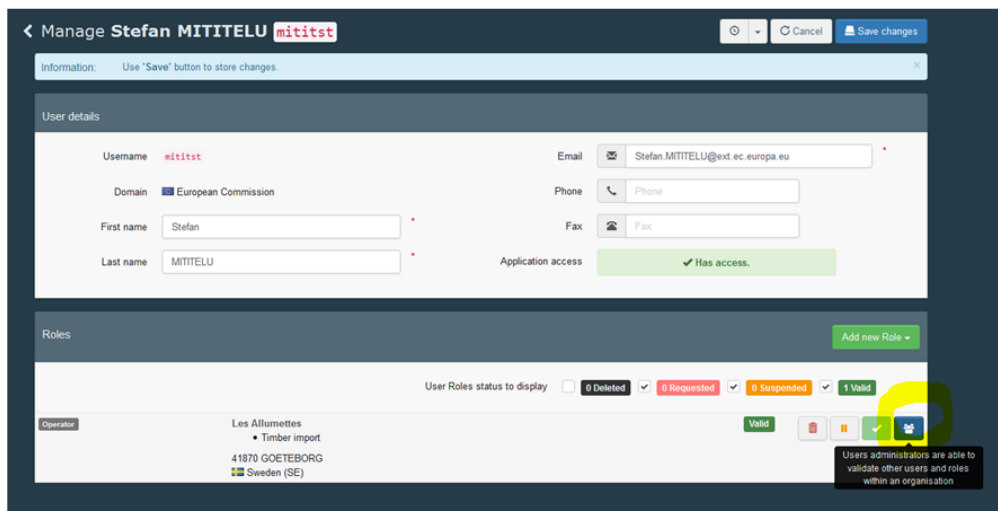 Manage Stefan MITITELU mititst
Cancel
Save changes
Information: Use "Save" button to store changes.
User details
Username mititst
Email Stefan.MITITELU@ext.ec.europa.eu *
Domain European Commission
Phone Phone
First name Stefan *
Fax Fax
Last name MITITELU *
Application access Has access.
Roles
Add new Role
User Roles status to display 0 Deleted 0 Requested 0 Suspended 1 Valid
Operator Les Allumettes Valid
• Timber import
41870 GOETEBORG
Sweden (SE)
Users administrators are able to
validate other users and roles
within an organisation